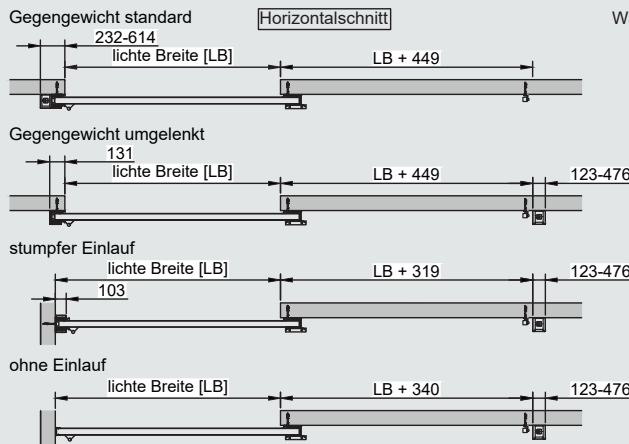 Gegengewicht standard
Horizontalschnitt
232-614
lichte Breite [LB]
LB + 449
Gegengewicht umgelenkt
131
lichte Breite [LB]
LB + 449
123-476
stumpfer Einlauf
lichte Breite [LB]
LB + 319
123-476
103
ohne Einlauf
lichte Breite [LB]
LB + 340
123-476